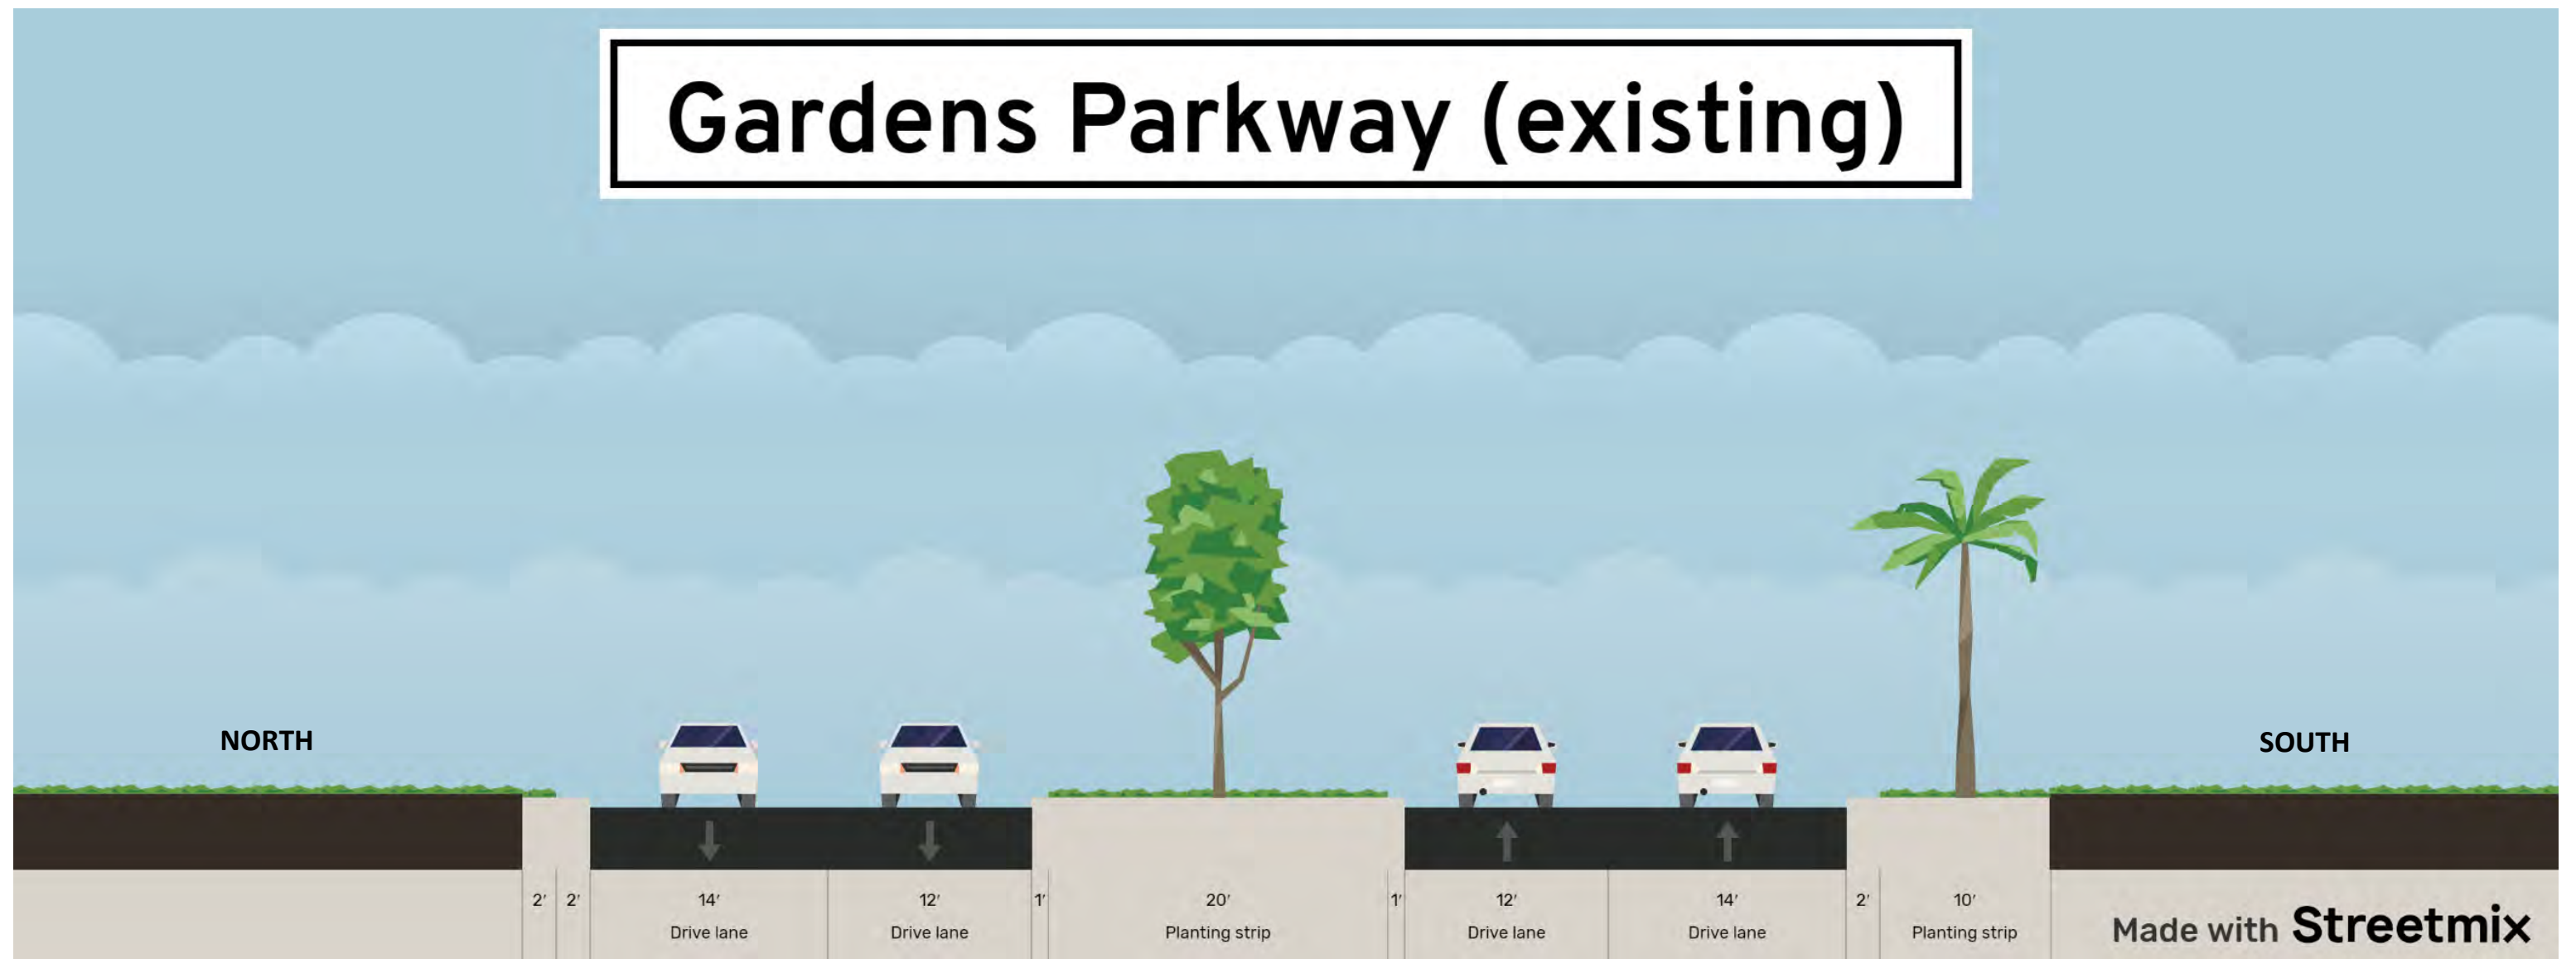 Gardens Parkway (existing)
NORTH
SOUTH
2' 2' 14' 12' 1' 20' 1' 12' 14' 2' 10'
Drive lane Drive lane Planting strip Drive lane Drive lane Planting strip
Made with Streetmix